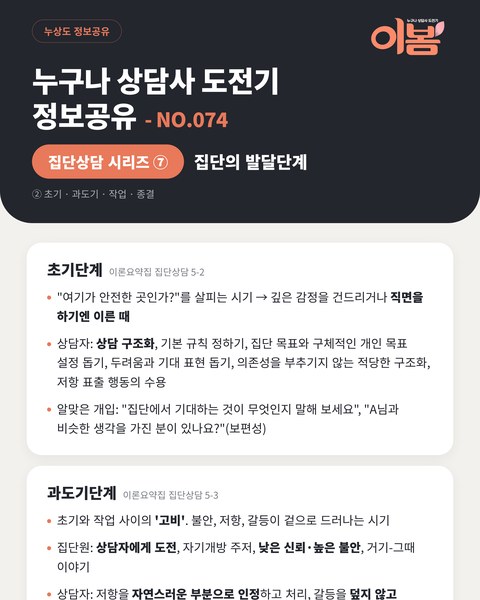 누상도 정보공유
누구나 상담사 도전기
이봄
누구나 상담사 도전기
정보공유 - NO.074
집단상담 시리즈 ⑦ 집단의 발달단계
② 초기 · 과도기 · 작업 · 종결
초기단계 이론요약집 집단상담 5-2
• "여기가 안전한 곳인가?"를 살피는 시기 → 깊은 감정을 건드리거나 직면을
하기엔 이른 때
• 상담자: 상담 구조화, 기본 규칙 정하기, 집단 목표와 구체적인 개인 목표
설정 돕기, 두려움과 기대 표현 돕기, 의존성을 부추기지 않는 적당한 구조화,
저항 표출 행동의 수용
• 알맞은 개입: "집단에서 기대하는 것이 무엇인지 말해 보세요", "A님과
비슷한 생각을 가진 분이 있나요?"(보편성)
과도기단계 이론요약집 집단상담 5-3
• 초기와 작업 사이의 '고비'. 불안, 저항, 갈등이 겉으로 드러나는 시기
• 집단원: 상담자에게 도전, 자기개방 주저, 낮은 신뢰·높은 불안, 거기-그때
이야기
• 상담자: 저항을 자연스러운 부분으로 인정하고 처리, 갈등을 덮지 않고